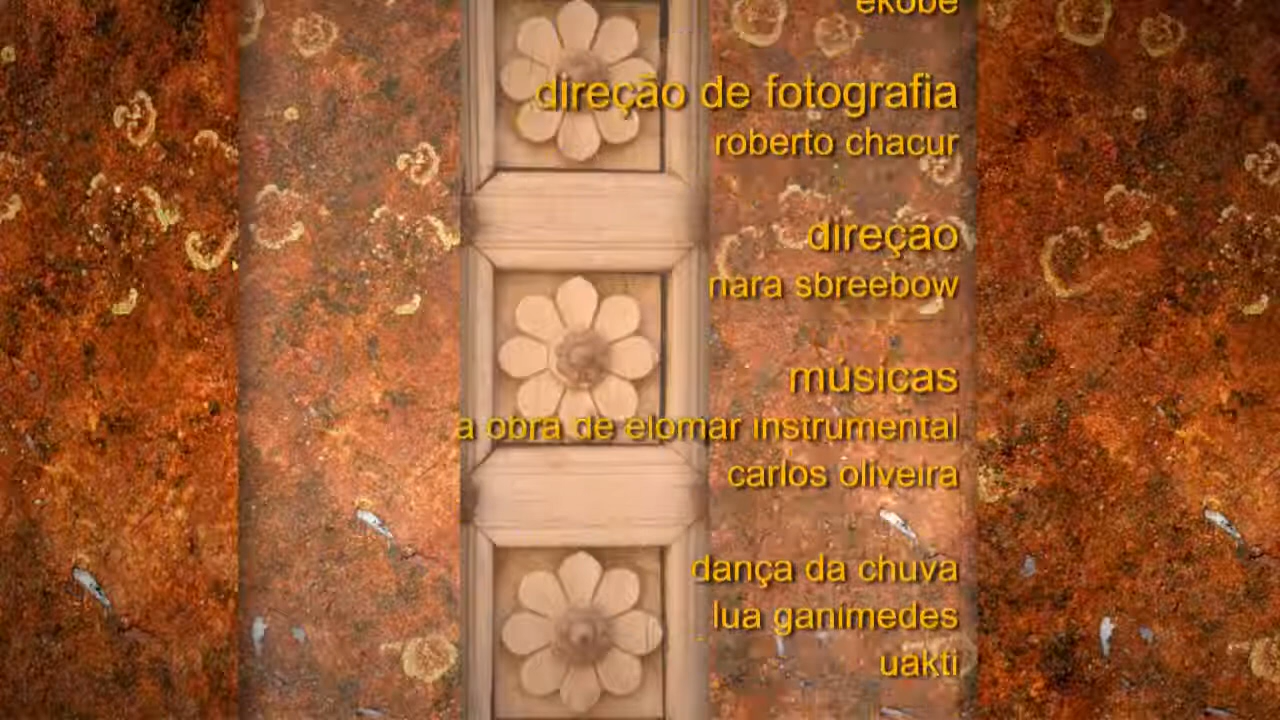 ekobé
direção de fotografia
roberto chacur
direção
nara sbreebow
músicas
a obra de elomar instrumental
carlos oliveira
dança da chuva
lua ganimedes
uakti